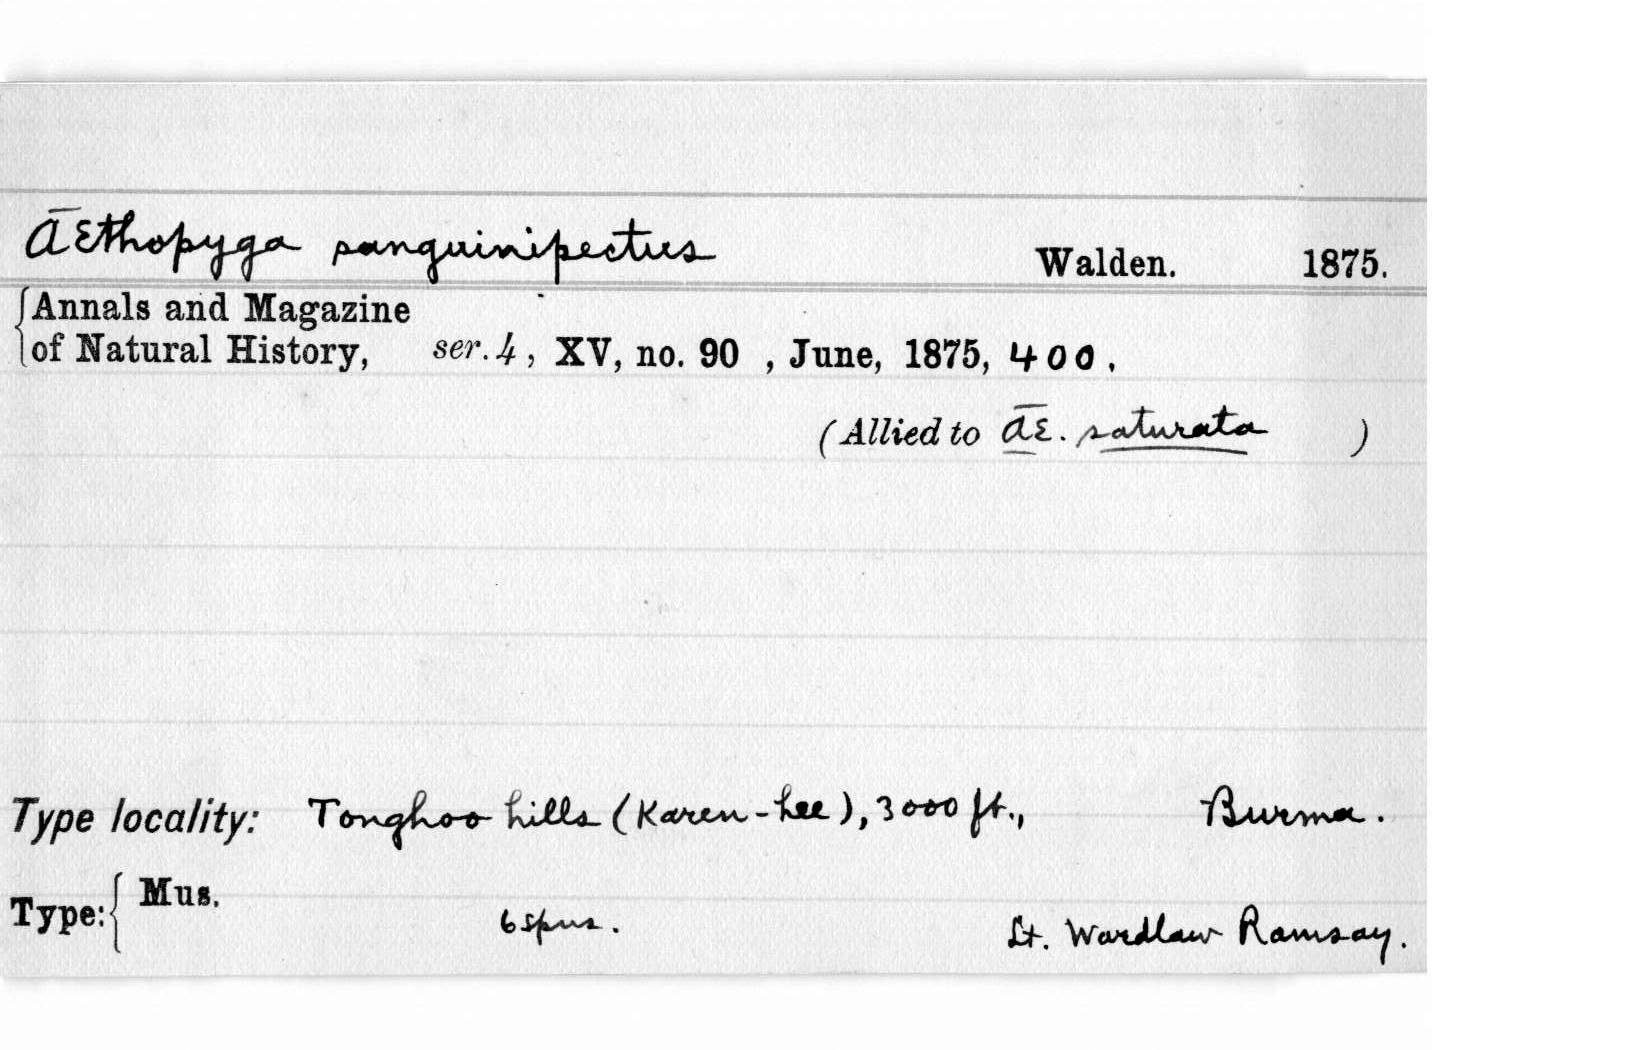 Æthopyga sanguinipectus Walden. 1875.
Annals and Magazine
of Natural History, ser. 4, XV, no. 90 , June, 1875, 400.
(Allied to Æ. saturata )
Type locality: Tonghoo hills (Karen-hee), 3000 ft., Burma.
Type: Mus.
6 spns. Lt. Wardlaw Ramsay.